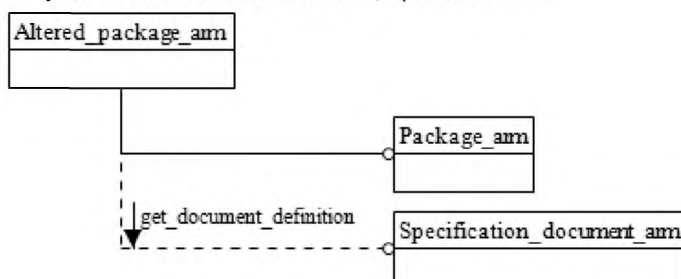 Altered_package_arm
Package_arm
get_document_definition
Specification_document_arm